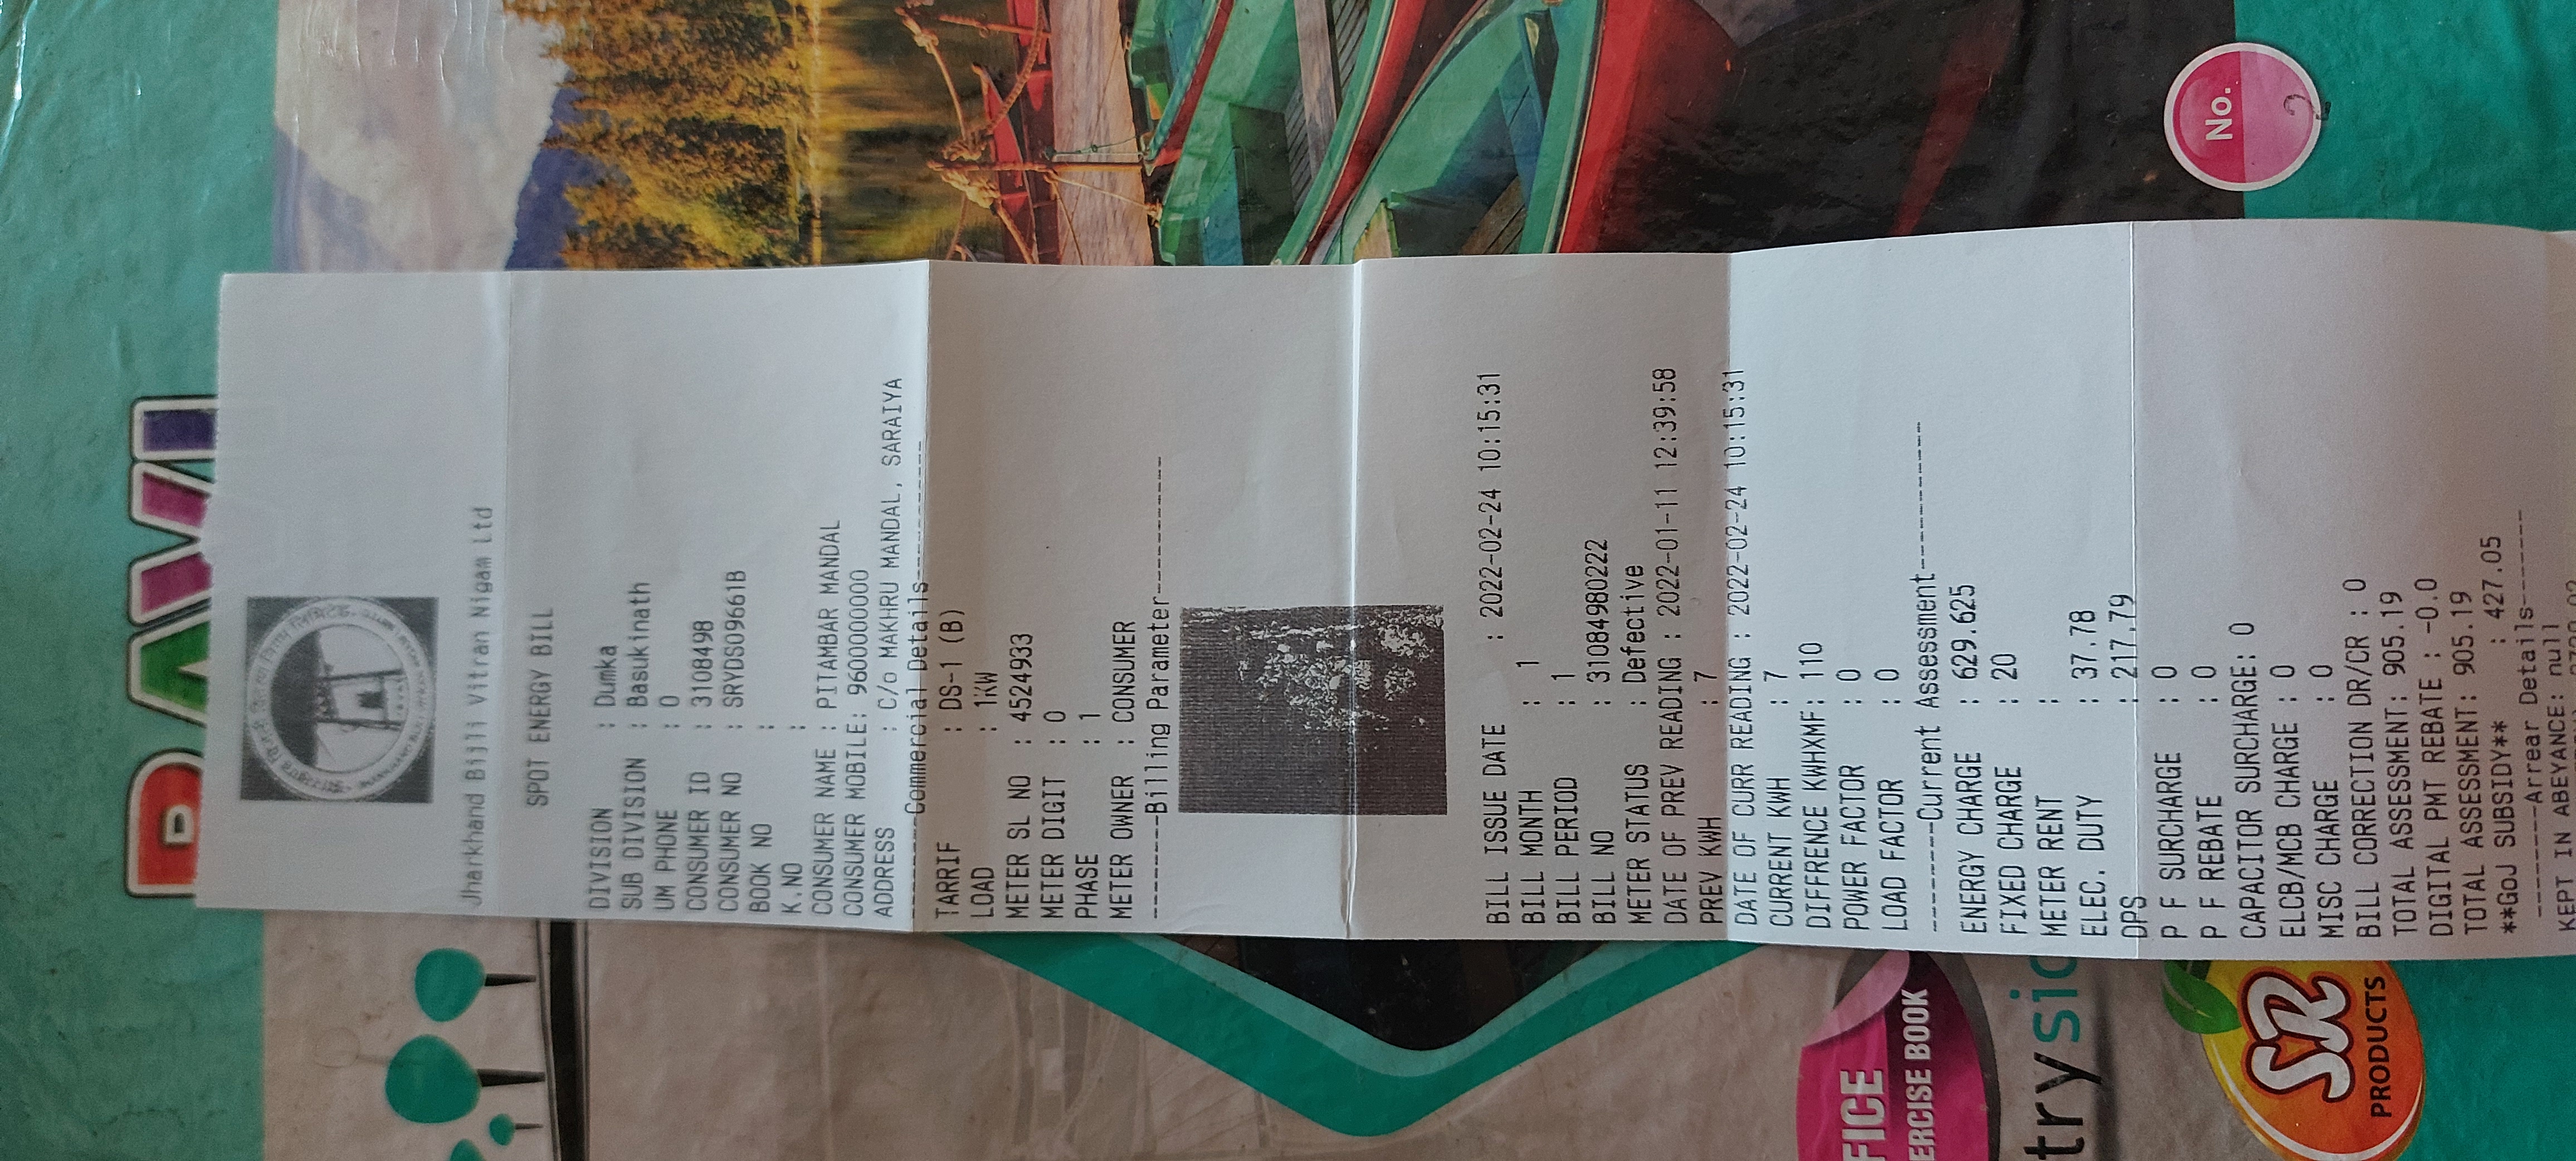 Jharkhand Bijli Vitran Nigam Ltd
SPOT ENERGY BILL
DIVISION : Dumka
SUB DIVISION : Basukinath
UM PHONE : 0
CONSUMER ID : 3108498
CONSUMER NO : SRYDS09661B
BOOK NO :
K.NO :
CONSUMER NAME : PITAMBAR MANDAL
CONSUMER MOBILE: 9600000000
ADDRESS : C/o MAKHRU MANDAL, SARAIYA
-------Commercial Details-------
TARRIF : DS-1 (B)
LOAD : 1KW
METER SL NO : 4524933
METER DIGIT : 0
PHASE : 1
METER OWNER : CONSUMER
-------Billing Parameter---------
BILL ISSUE DATE : 2022-02-24 10:15:31
BILL MONTH : 1
BILL PERIOD : 1
BILL NO : 31084980222
METER STATUS : Defective
DATE OF PREV READING : 2022-01-11 12:39:58
PREV KWH : 7
DATE OF CURR READING : 2022-02-24 10:15:31
CURRENT KWH : 7
DIFFRENCE KWHXMF: 110
POWER FACTOR : 0
LOAD FACTOR : 0
------Current Assessment---------
ENERGY CHARGE : 629.625
FIXED CHARGE : 20
METER RENT :
ELEC. DUTY : 37.78
DPS : 217.79
P F SURCHARGE : 0
P F REBATE : 0
CAPACITOR SURCHARGE: 0
ELCB/MCB CHARGE : 0
MISC CHARGE : 0
BILL CORRECTION DR/CR : 0
TOTAL ASSESSMENT: 905.19
DIGITAL PMT REBATE : -0.0
TOTAL ASSESSMENT: 905.19
**GoJ SUBSIDY** : 427.05
--------Arrear Details------
KEPT IN ABEYANCE: null
No.
2
FICE
ERCISE BOOK
SR
PRODUCTS